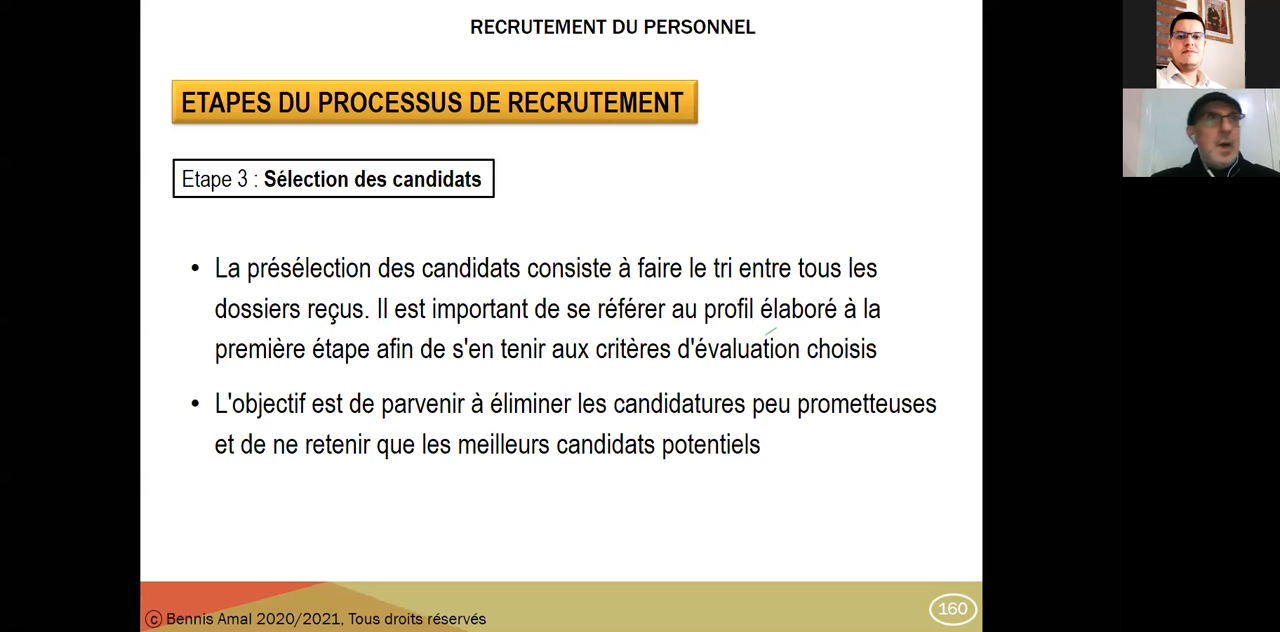 RECRUTEMENT DU PERSONNEL
ETAPES DU PROCESSUS DE RECRUTEMENT
Etape 3 : Sélection des candidats
• La présélection des candidats consiste à faire le tri entre tous les
dossiers reçus. Il est important de se référer au profil élaboré à la
première étape afin de s'en tenir aux critères d'évaluation choisis
• L'objectif est de parvenir à éliminer les candidatures peu prometteuses
et de ne retenir que les meilleurs candidats potentiels
© Bennis Amal 2020/2021, Tous droits réservés
160